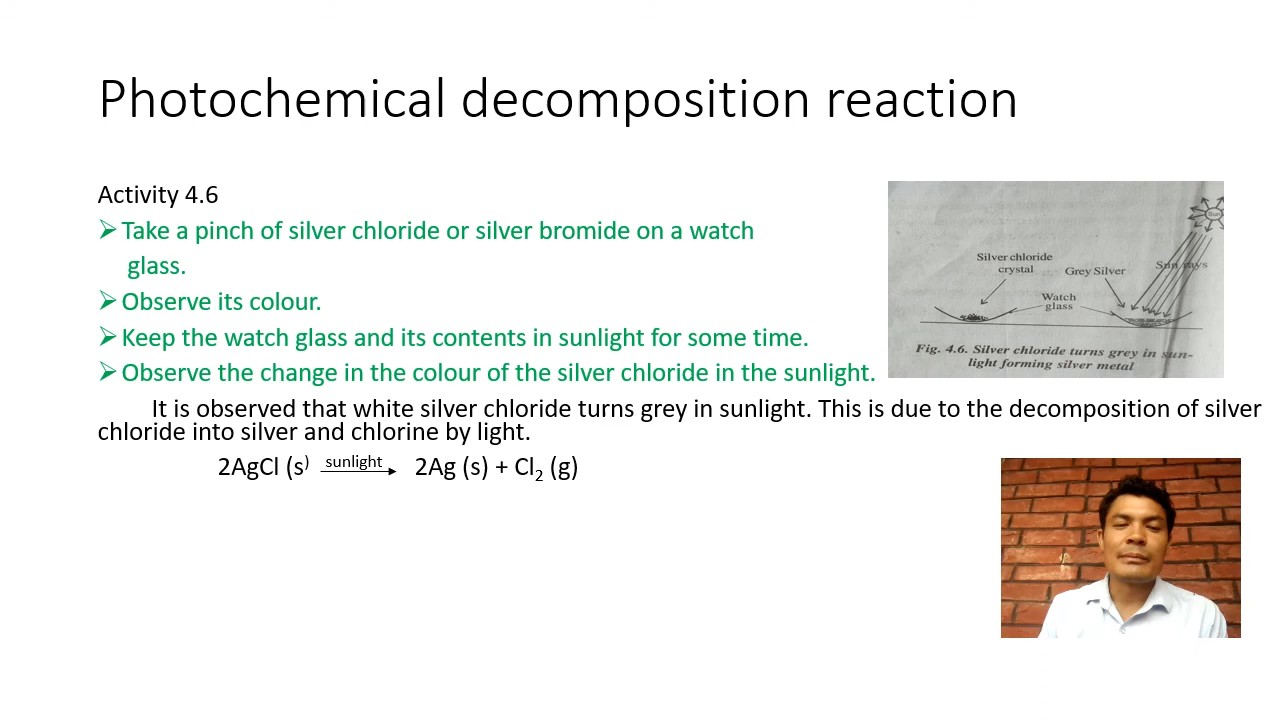 Photochemical decomposition reaction
Activity 4.6
➢Take a pinch of silver chloride or silver bromide on a watch
glass.
➢Observe its colour.
➢Keep the watch glass and its contents in sunlight for some time.
➢Observe the change in the colour of the silver chloride in the sunlight.
It is observed that white silver chloride turns grey in sunlight. This is due to the decomposition of silver
chloride into silver and chlorine by light.
2AgCl (s) sunlight 2Ag (s) + Cl₂ (g)
Sun
Silver chloride
crystal
Grey Silver
Sun rays
Watch
glass
Fig. 4.6. Silver chloride turns grey in sun-
light forming silver metal